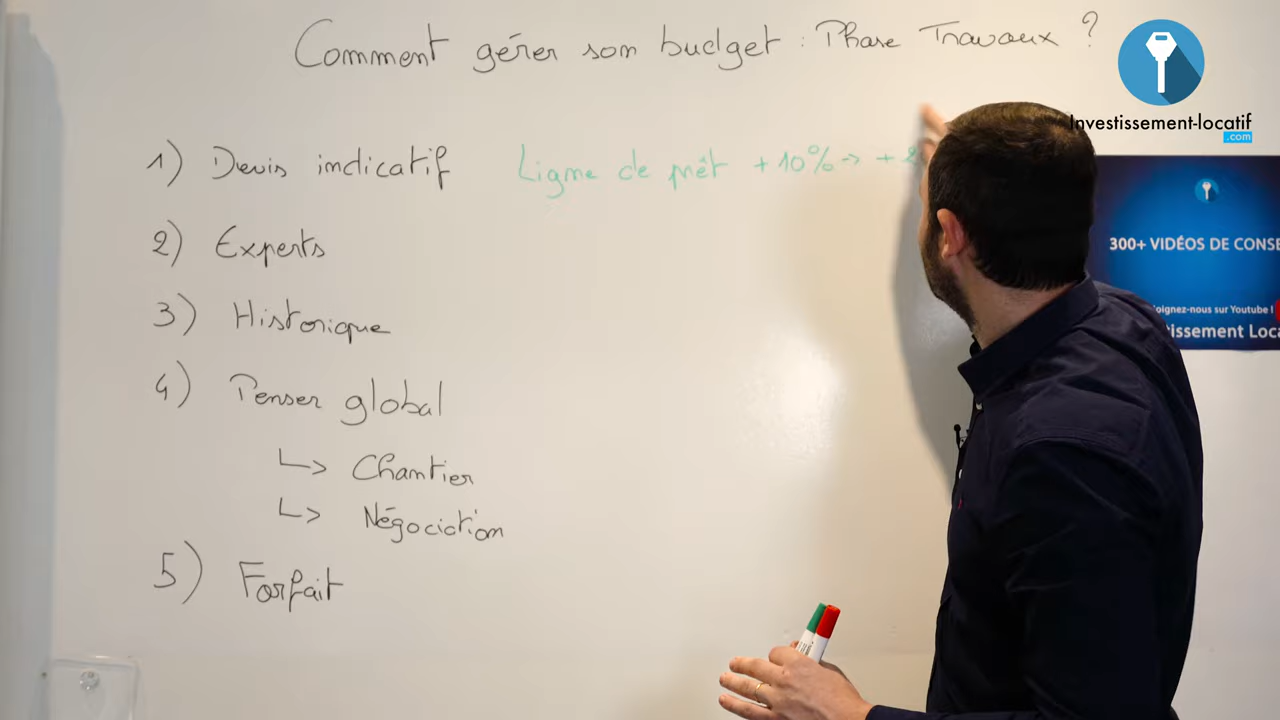 Comment gérer son budget : Phase Travaux ?
Investissement-locatif
.com
1) Devis indicatif Ligne de prêt + 10% → + 2
2) Experts
300+ VIDÉOS DE CONSE
3) Historique
oignez-nous sur Youtube !
issement Loca
4) Penser global
↳ Chantier
↳ Négociation
5) Forfait